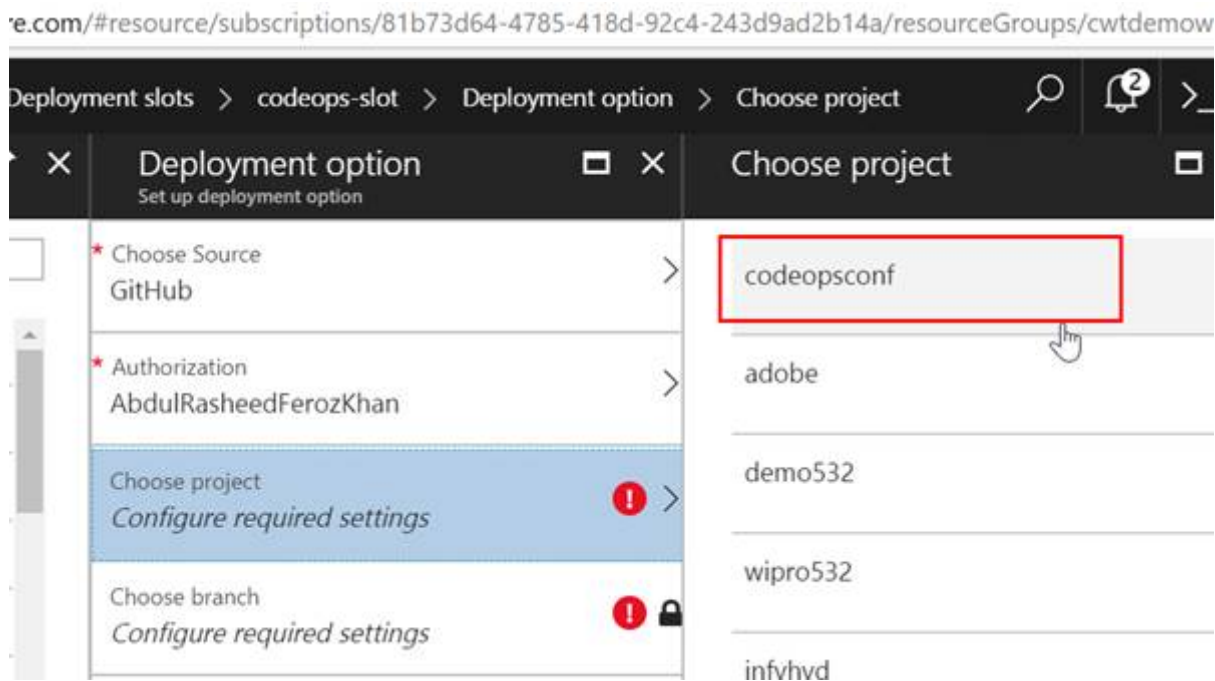 e.com/#resource/subscriptions/81b73d64-4785-418d-92c4-243d9ad2b14a/resourceGroups/cwtdemow
Deployment slots > codeops-slot > Deployment option > Choose project 2 >_
Deployment option
Set up deployment option
* Choose Source
GitHub
* Authorization
AbdulRasheedFerozKhan
Choose project
Configure required settings
Choose branch
Configure required settings
Choose project
codeopsconf
adobe
demo532
wipro532
infyhyd